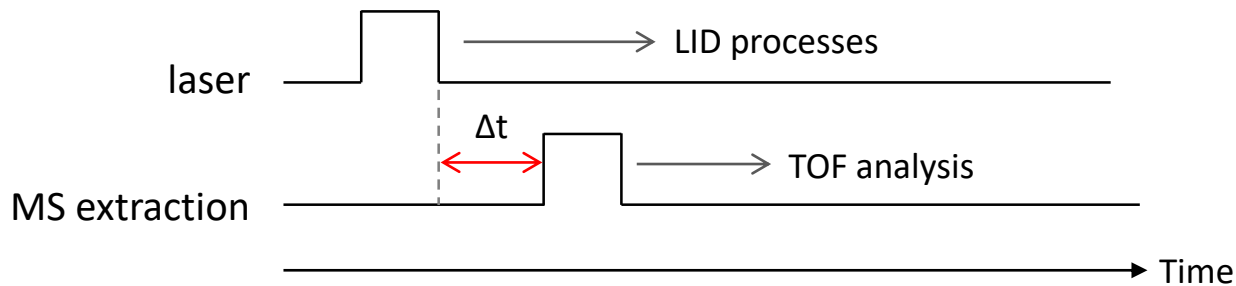 laser
LID processes
Δt
MS extraction
TOF analysis
Time